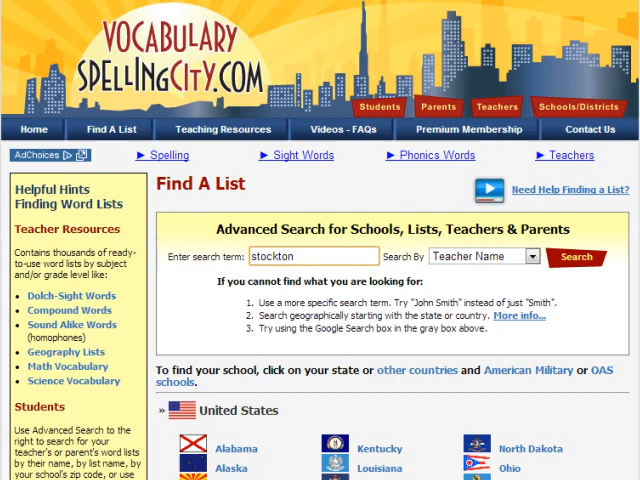 VOCABULARY
SPELLINGCITY.COM
Students
Parents
Teachers
Schools/Districts
Home
Find A List
Teaching Resources
Videos - FAQs
Premium Membership
Contact Us
AdChoices
► Spelling
► Sight Words
► Phonics Words
► Teachers
Helpful Hints
Finding Word Lists
Teacher Resources
Contains thousands of ready-
to-use word lists by subject
and/or grade level like:
• Dolch-Sight Words
• Compound Words
• Sound Alike Words
(homophones)
• Geography Lists
• Math Vocabulary
• Science Vocabulary
Students
Use Advanced Search to the
right to search for your
teacher's or parent's word lists
by their name, by list name, by
your school's zip code, or use
Find A List
Need Help Finding a List?
Advanced Search for Schools, Lists, Teachers & Parents
Enter search term: stockton Search By Teacher Name Search
If you cannot find what you are looking for:
1. Use a more specific search term. Try "John Smith" instead of just "Smith".
2. Search geographically starting with the state or country. More info...
3. Try using the Google Search box in the gray box above.
To find your school, click on your state or other countries and American Military or OAS
schools.
» United States
Alabama Kentucky North Dakota
Alaska Louisiana Ohio